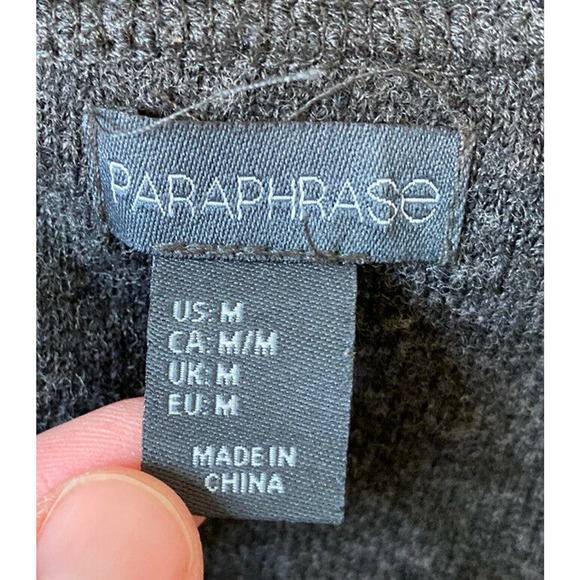 PARAPHRASe
US: M
CA: M/M
UK: M
EU: M
MADE IN
CHINA